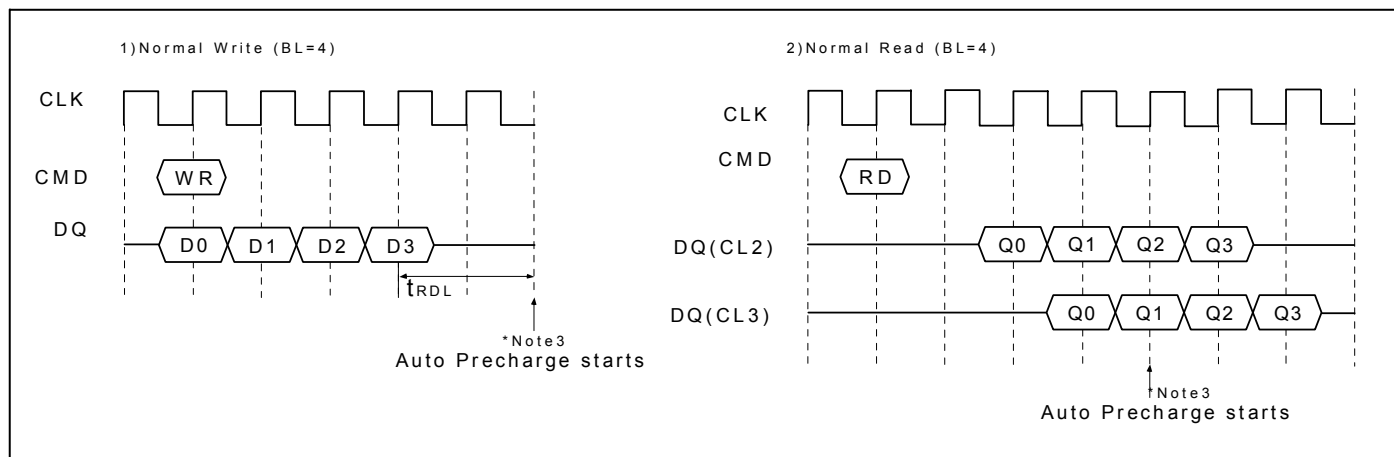 1)Normal Write (BL=4)
CLK
CMD
WR
DQ
D0 D1 D2 D3
tRDL
*Note3
Auto Precharge starts
2)Normal Read (BL=4)
CLK
CMD
RD
DQ(CL2)
Q0 Q1 Q2 Q3
DQ(CL3)
Q0 Q1 Q2 Q3
*Note3
Auto Precharge starts